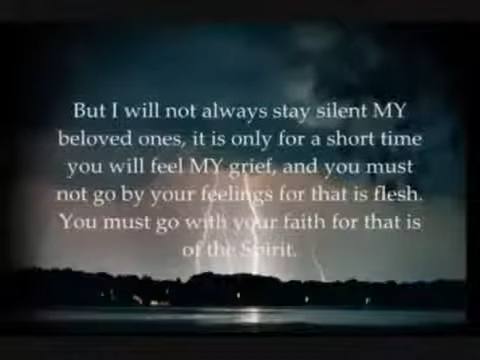 But I will not always stay silent MY
beloved ones, it is only for a short time
you will feel MY grief, and you must
not go by your feelings for that is flesh.
You must go with your faith for that is
of the Spirit.